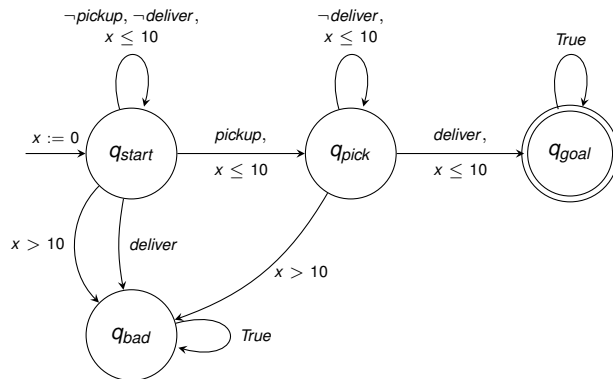 ¬pickup, ¬deliver,
x ≤ 10
¬deliver,
x ≤ 10
True
x := 0
q_start
pickup,
x ≤ 10
q_pick
deliver,
x ≤ 10
q_goal
x > 10
deliver
x > 10
q_bad
True